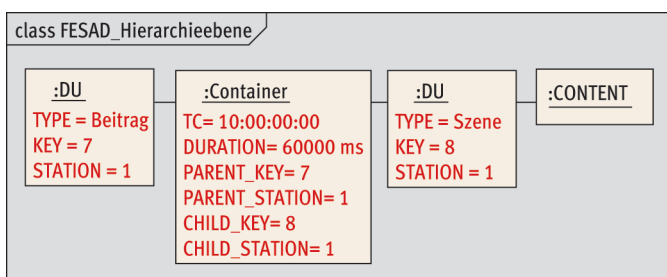 class FESAD_Hierarchieebene
:DU
TYPE = Beitrag
KEY = 7
STATION = 1
:Container
TC= 10:00:00:00
DURATION= 60000 ms
PARENT_KEY= 7
PARENT_STATION= 1
CHILD_KEY= 8
CHILD_STATION= 1
:DU
TYPE = Szene
KEY = 8
STATION = 1
:CONTENT